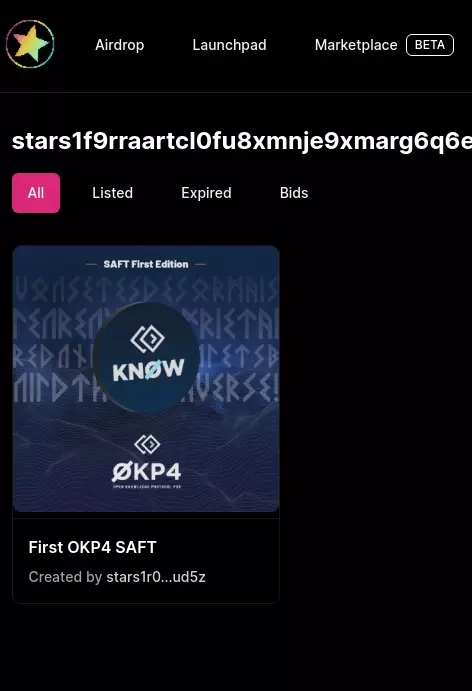 Airdrop Launchpad Marketplace BETA
stars1f9rraartcl0fu8xmnje9xmarg6q6e
All Listed Expired Bids
SAFT First Edition
KNØW
ØKP4
OPEN KNOWLEDGE PROTOCOL FOR
First OKP4 SAFT
Created by stars1r0...ud5z